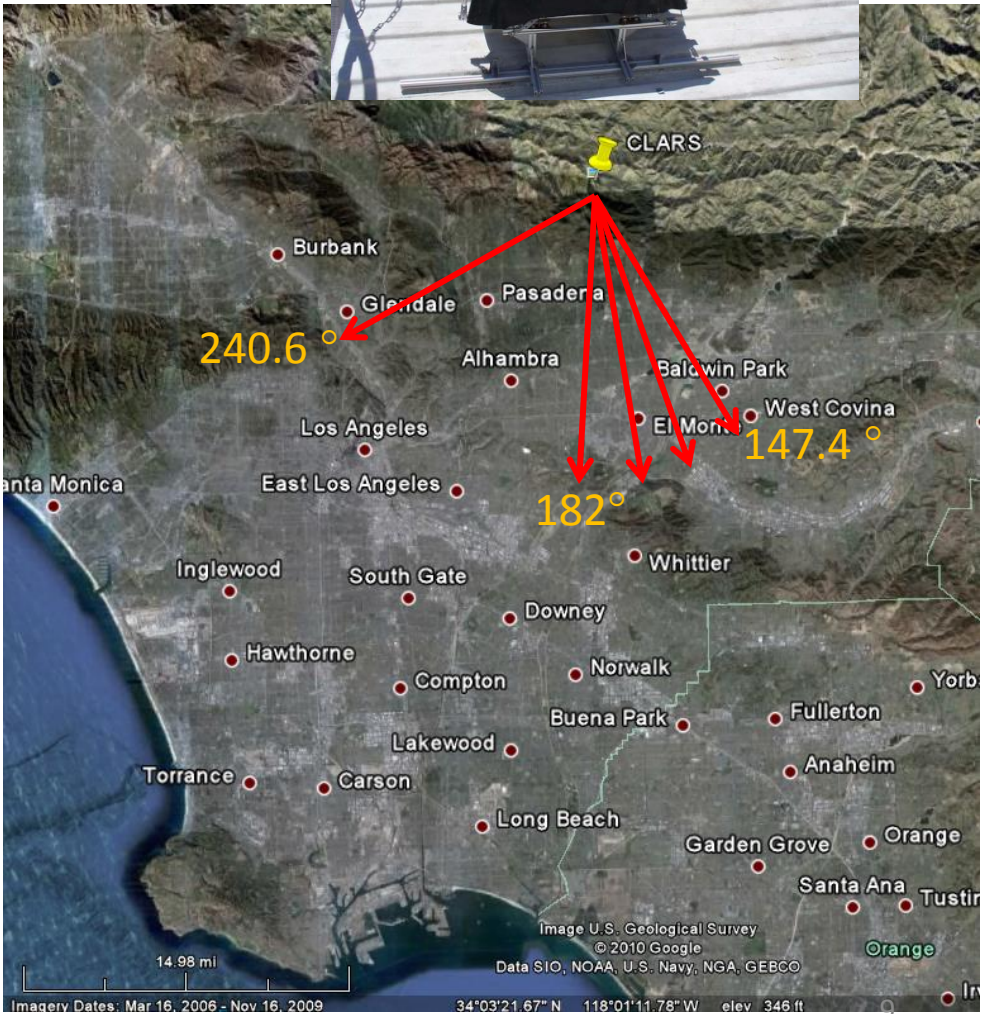 CLARS
Burbank
Glendale
Pasadena
240.6 °
Alhambra
Baldwin Park
West Covina
El Monte
147.4 °
Los Angeles
anta Monica
East Los Angeles
182°
Whittier
Inglewood
South Gate
Downey
Hawthorne
Norwalk
Compton
Yorb
Buena Park
Fullerton
Lakewood
Anaheim
Torrance
Carson
Long Beach
Orange
Garden Grove
Santa Ana
Tustin
Image U.S. Geological Survey
© 2010 Google
Data SIO, NOAA, U.S. Navy, NGA, GEBCO
Orange
14.98 mi
Irv
Imagery Dates: Mar 16, 2006 - Nov 16, 2009 34°03'21.67" N 118°01'11.78" W elev 346 ft